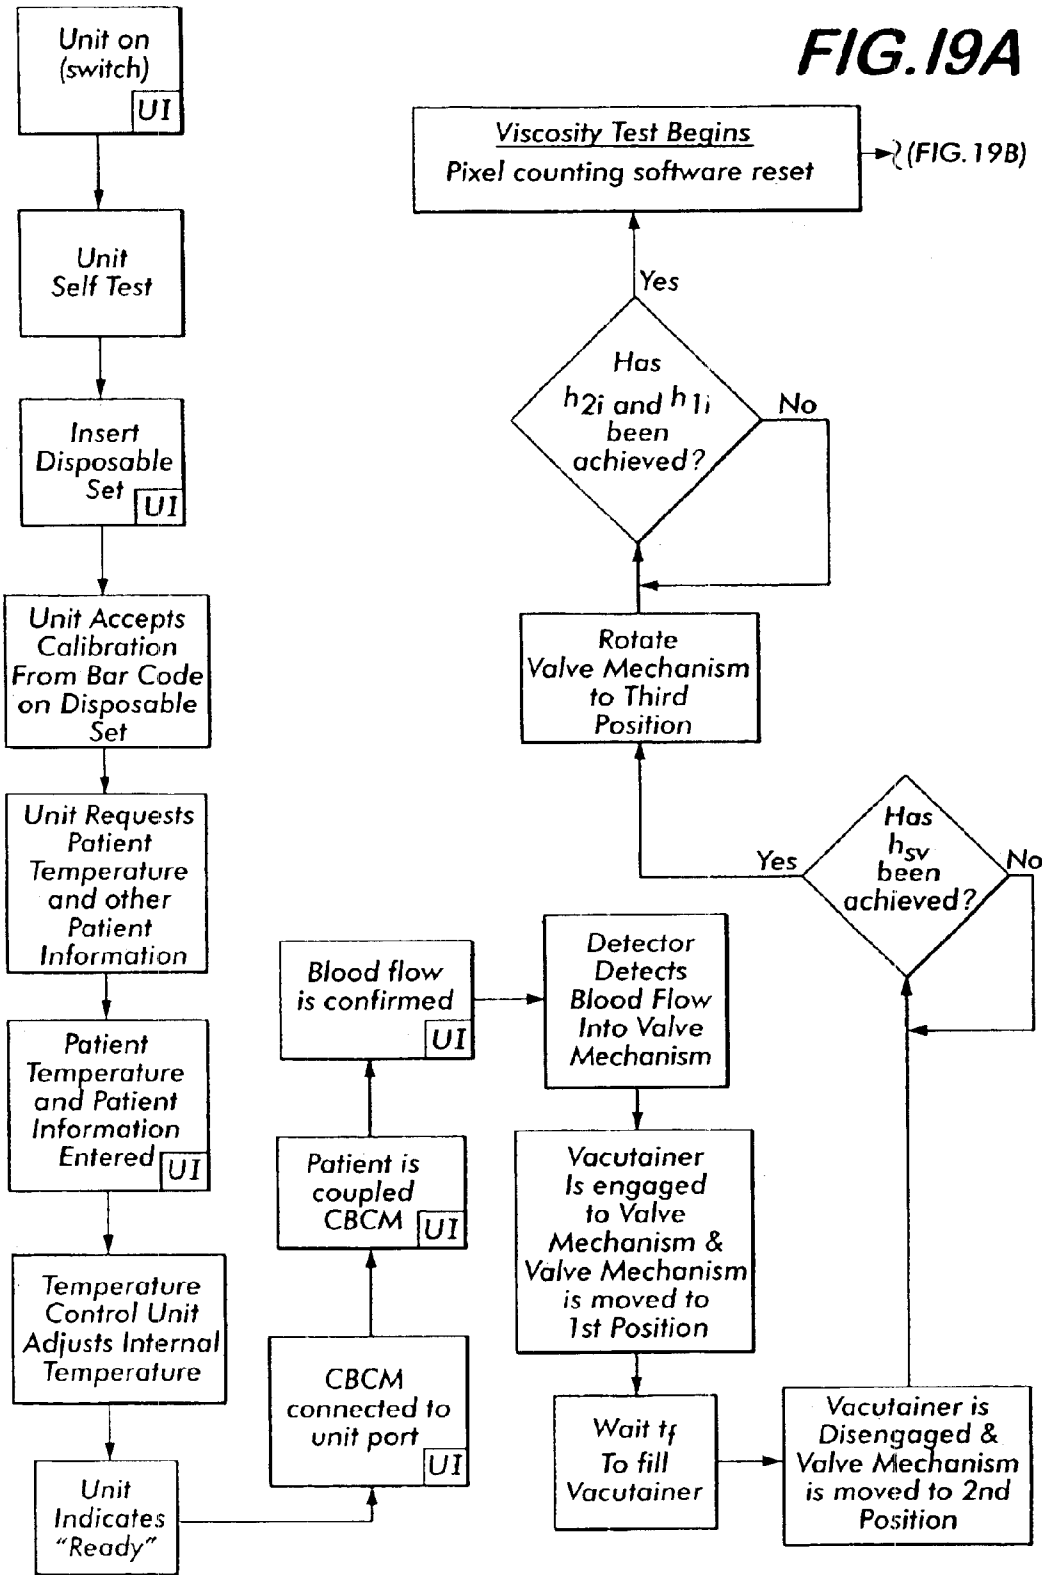 FIG.19A
Unit on
(switch)
UI
Unit
Self Test
Insert
Disposable
Set
UI
Unit Accepts
Calibration
From Bar Code
on Disposable
Set
Unit Requests
Patient
Temperature
and other
Patient
Information
Patient
Temperature
and Patient
Information
Entered
UI
Temperature
Control Unit
Adjusts Internal
Temperature
Unit
Indicates
"Ready"
CBCM
connected to
unit port
UI
Patient is
coupled
CBCM
UI
Blood flow
is confirmed
UI
Detector
Detects
Blood Flow
Into Valve
Mechanism
Vacutainer
Is engaged
to Valve
Mechanism &
Valve Mechanism
is moved to
1st Position
Wait tf
To fill
Vacutainer
Vacutainer is
Disengaged &
Valve Mechanism
is moved to 2nd
Position
Has
hsv
been
achieved?
No
Yes
Rotate
Valve Mechanism
to Third
Position
Has
h2i and h1i
been
achieved?
No
Yes
Viscosity Test Begins
Pixel counting software reset
(FIG.19B)